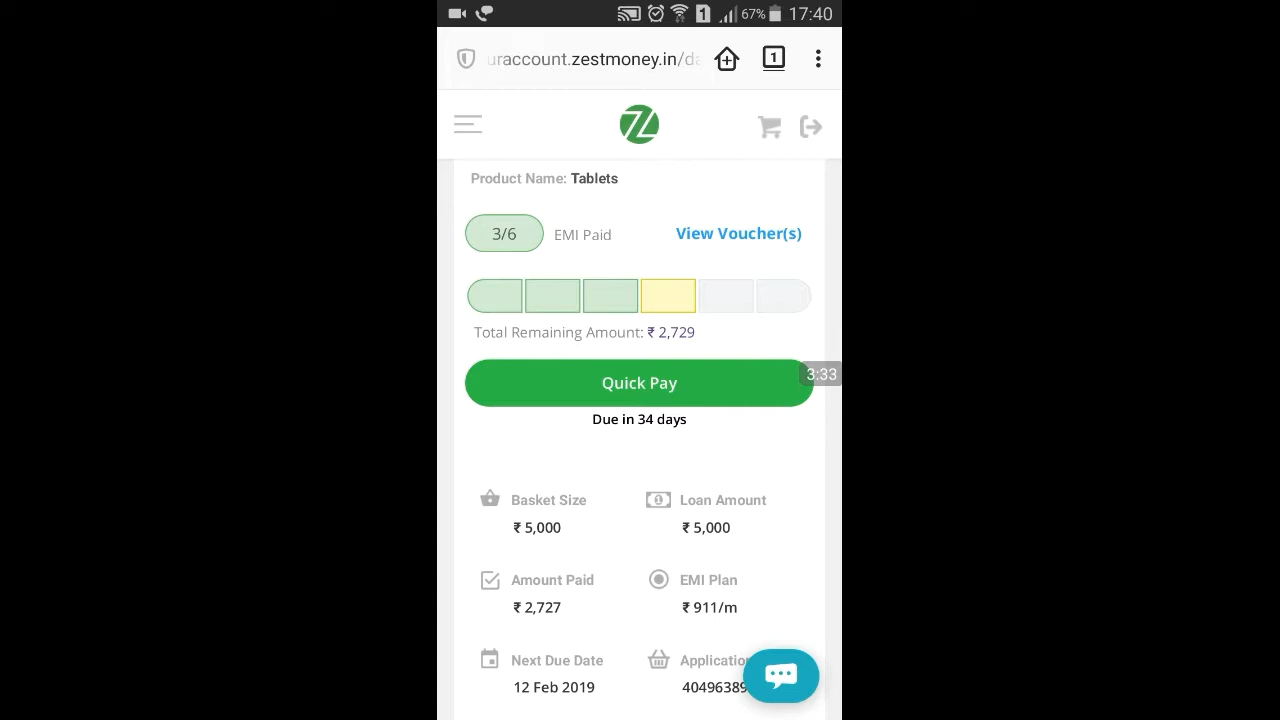 1 67% 17:40
uraccount.zestmoney.in/da 1
Product Name: Tablets
3/6 EMI Paid View Voucher(s)
Total Remaining Amount: ₹ 2,729
Quick Pay
3:33
Due in 34 days
Basket Size Loan Amount
₹ 5,000 ₹ 5,000
Amount Paid EMI Plan
₹ 2,727 ₹ 911/m
Next Due Date Applicatio
12 Feb 2019 40496389